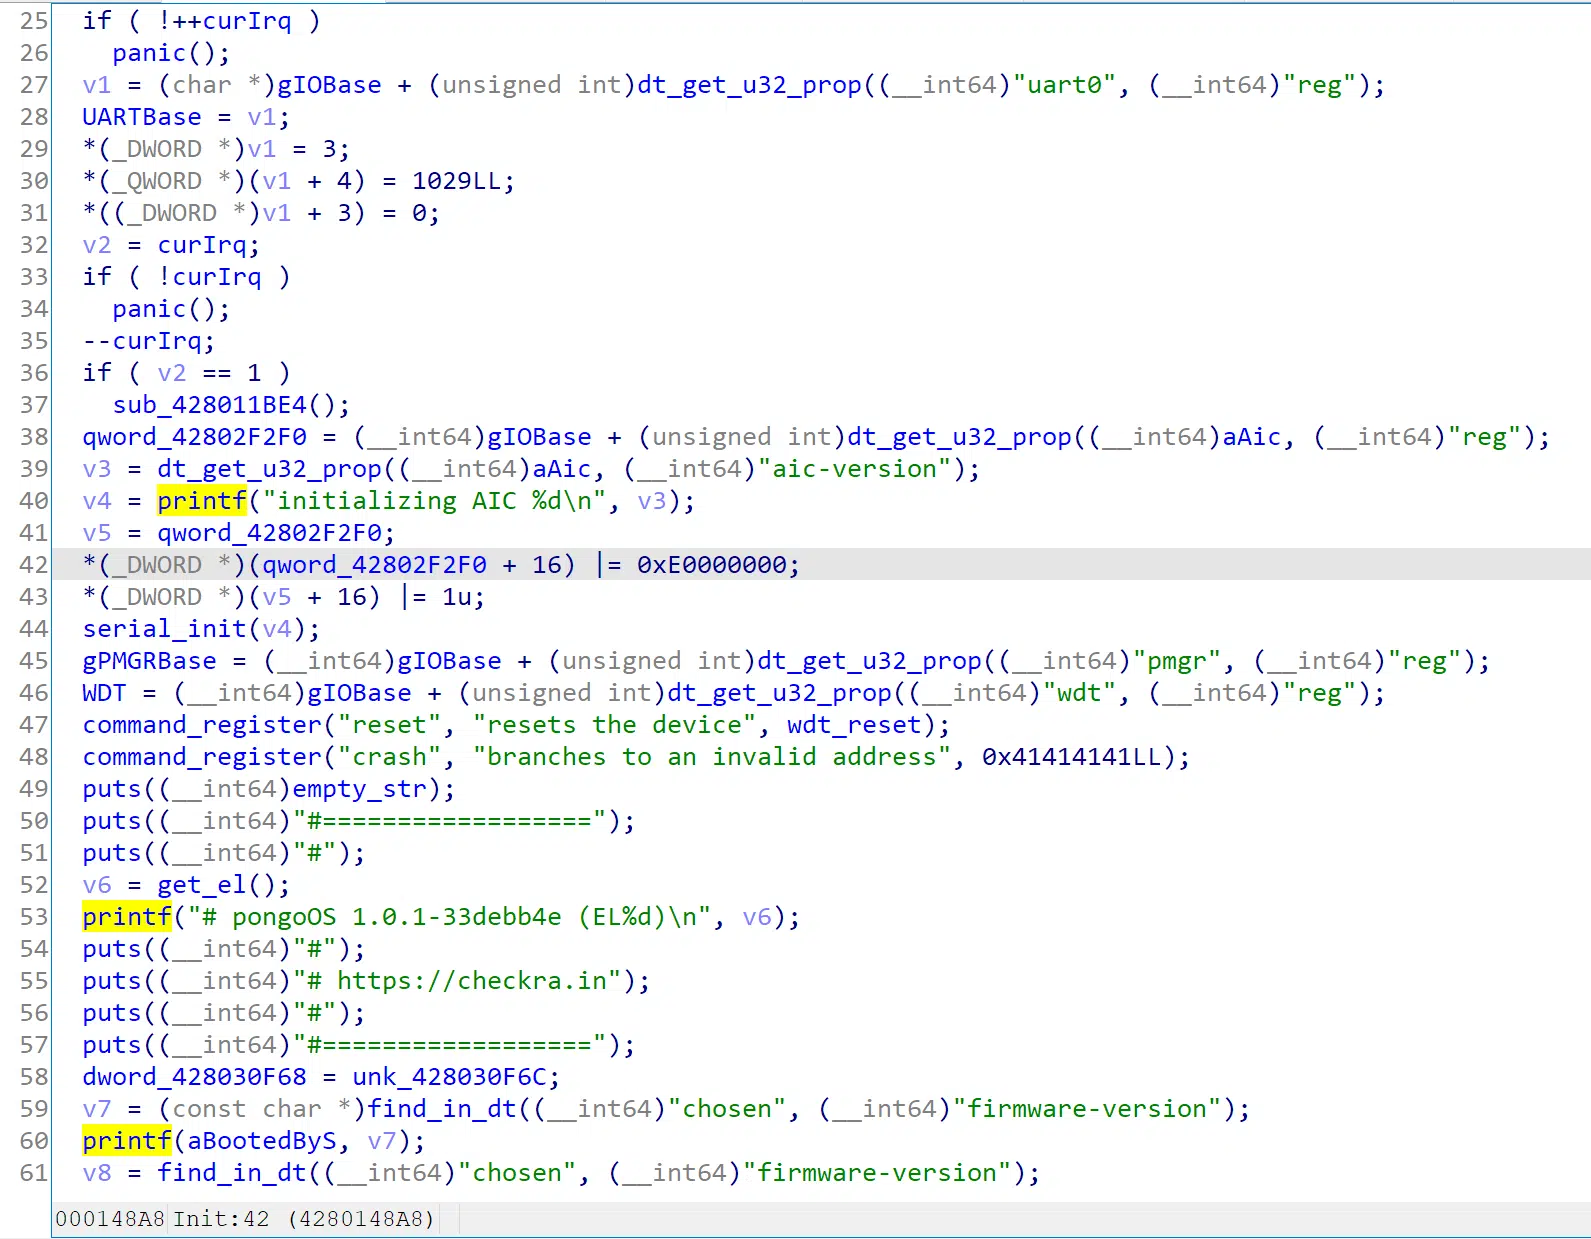 25 if ( !++curIrq )
26 panic();
27 v1 = (char *)gIOBase + (unsigned int)dt_get_u32_prop((__int64)"uart0", (__int64)"reg");
28 UARTBase = v1;
29 *(_DWORD *)v1 = 3;
30 *(_QWORD *)(v1 + 4) = 1029LL;
31 *((_DWORD *)v1 + 3) = 0;
32 v2 = curIrq;
33 if ( !curIrq )
34 panic();
35 --curIrq;
36 if ( v2 == 1 )
37 sub_428011BE4();
38 qword_42802F2F0 = (__int64)gIOBase + (unsigned int)dt_get_u32_prop((__int64)aAic, (__int64)"reg");
39 v3 = dt_get_u32_prop((__int64)aAic, (__int64)"aic-version");
40 v4 = printf("initializing AIC %d\n", v3);
41 v5 = qword_42802F2F0;
42 *(_DWORD *)(qword_42802F2F0 + 16) |= 0xE0000000;
43 *(_DWORD *)(v5 + 16) |= 1u;
44 serial_init(v4);
45 gPMGRBase = (__int64)gIOBase + (unsigned int)dt_get_u32_prop((__int64)"pmgr", (__int64)"reg");
46 WDT = (__int64)gIOBase + (unsigned int)dt_get_u32_prop((__int64)"wdt", (__int64)"reg");
47 command_register("reset", "resets the device", wdt_reset);
48 command_register("crash", "branches to an invalid address", 0x41414141LL);
49 puts((__int64)empty_str);
50 puts((__int64)"#==================");
51 puts((__int64)"#");
52 v6 = get_el();
53 printf("# pongoOS 1.0.1-33debb4e (EL%d)\n", v6);
54 puts((__int64)"#");
55 puts((__int64)"# https://checkra.in");
56 puts((__int64)"#");
57 puts((__int64)"#==================");
58 dword_428030F68 = unk_428030F6C;
59 v7 = (const char *)find_in_dt((__int64)"chosen", (__int64)"firmware-version");
60 printf(aBootedByS, v7);
61 v8 = find_in_dt((__int64)"chosen", (__int64)"firmware-version");
000148A8 Init:42 (4280148A8)